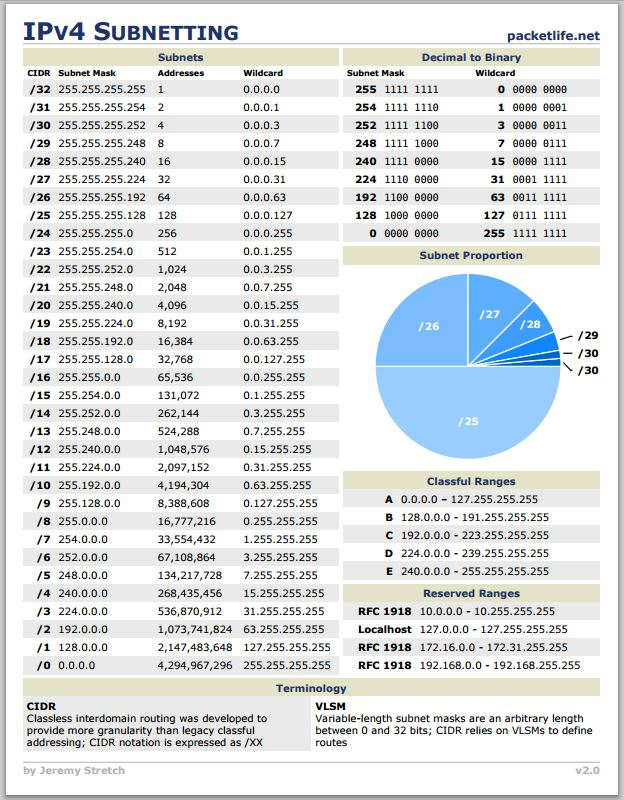 IPv4 SUBNETTING
packetlife.net
Subnets
CIDR Subnet Mask Addresses Wildcard
/32 255.255.255.255 1 0.0.0.0
/31 255.255.255.254 2 0.0.0.1
/30 255.255.255.252 4 0.0.0.3
/29 255.255.255.248 8 0.0.0.7
/28 255.255.255.240 16 0.0.0.15
/27 255.255.255.224 32 0.0.0.31
/26 255.255.255.192 64 0.0.0.63
/25 255.255.255.128 128 0.0.0.127
/24 255.255.255.0 256 0.0.0.255
/23 255.255.254.0 512 0.0.1.255
/22 255.255.252.0 1,024 0.0.3.255
/21 255.255.248.0 2,048 0.0.7.255
/20 255.255.240.0 4,096 0.0.15.255
/19 255.255.224.0 8,192 0.0.31.255
/18 255.255.192.0 16,384 0.0.63.255
/17 255.255.128.0 32,768 0.0.127.255
/16 255.255.0.0 65,536 0.0.255.255
/15 255.254.0.0 131,072 0.1.255.255
/14 255.252.0.0 262,144 0.3.255.255
/13 255.248.0.0 524,288 0.7.255.255
/12 255.240.0.0 1,048,576 0.15.255.255
/11 255.224.0.0 2,097,152 0.31.255.255
/10 255.192.0.0 4,194,304 0.63.255.255
/9 255.128.0.0 8,388,608 0.127.255.255
/8 255.0.0.0 16,777,216 0.255.255.255
/7 254.0.0.0 33,554,432 1.255.255.255
/6 252.0.0.0 67,108,864 3.255.255.255
/5 248.0.0.0 134,217,728 7.255.255.255
/4 240.0.0.0 268,435,456 15.255.255.255
/3 224.0.0.0 536,870,912 31.255.255.255
/2 192.0.0.0 1,073,741,824 63.255.255.255
/1 128.0.0.0 2,147,483,648 127.255.255.255
/0 0.0.0.0 4,294,967,296 255.255.255.255
Decimal to Binary
Subnet Mask Wildcard
255 1111 1111 0 0000 0000
254 1111 1110 1 0000 0001
252 1111 1100 3 0000 0011
248 1111 1000 7 0000 0111
240 1111 0000 15 0000 1111
224 1110 0000 31 0001 1111
192 1100 0000 63 0011 1111
128 1000 0000 127 0111 1111
0 0000 0000 255 1111 1111
Subnet Proportion
/26
/27
/28
/29
/30
/30
/25
Classful Ranges
A 0.0.0.0 – 127.255.255.255
B 128.0.0.0 - 191.255.255.255
C 192.0.0.0 - 223.255.255.255
D 224.0.0.0 - 239.255.255.255
E 240.0.0.0 - 255.255.255.255
Reserved Ranges
RFC 1918 10.0.0.0 - 10.255.255.255
Localhost 127.0.0.0 - 127.255.255.255
RFC 1918 172.16.0.0 - 172.31.255.255
RFC 1918 192.168.0.0 - 192.168.255.255
Terminology
CIDR
Classless interdomain routing was developed to
provide more granularity than legacy classful
addressing; CIDR notation is expressed as /XX
VLSM
Variable-length subnet masks are an arbitrary length
between 0 and 32 bits; CIDR relies on VLSMs to define
routes
by Jeremy Stretch
v2.0